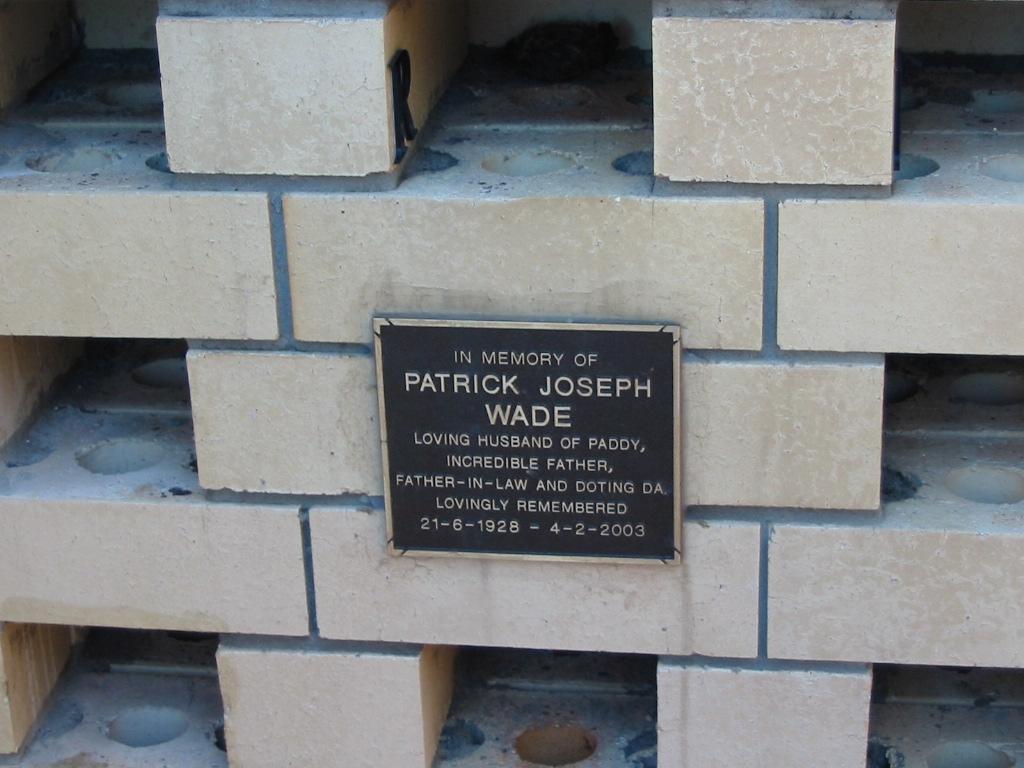 R
IN MEMORY OF
PATRICK JOSEPH
WADE
LOVING HUSBAND OF PADDY,
INCREDIBLE FATHER,
FATHER-IN-LAW AND DOTING DA.
LOVINGLY REMEMBERED
21-6-1928 - 4-2-2003